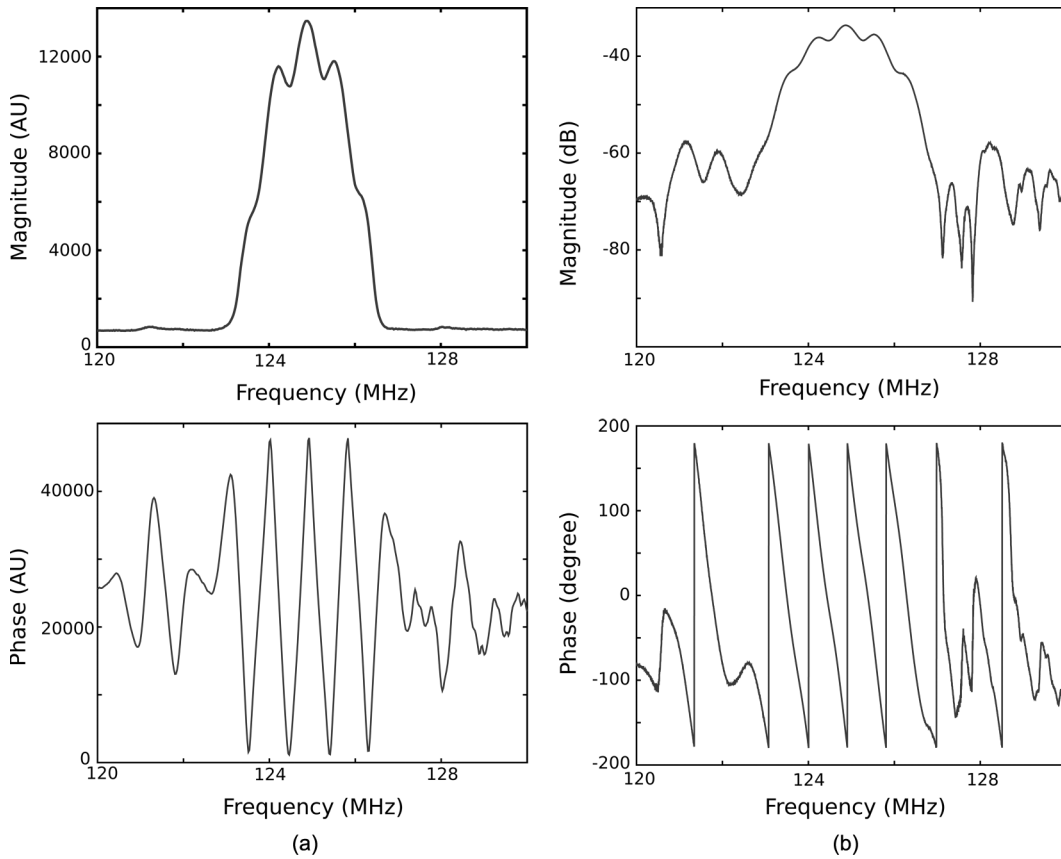 Magnitude (AU)
12000
8000
4000
0
120
124
128
Frequency (MHz)
Magnitude (dB)
-40
-60
-80
120
124
128
Frequency (MHz)
Phase (AU)
40000
20000
0
120
124
128
Frequency (MHz)
(a)
Phase (degree)
200
100
0
-100
-200
120
124
128
Frequency (MHz)
(b)